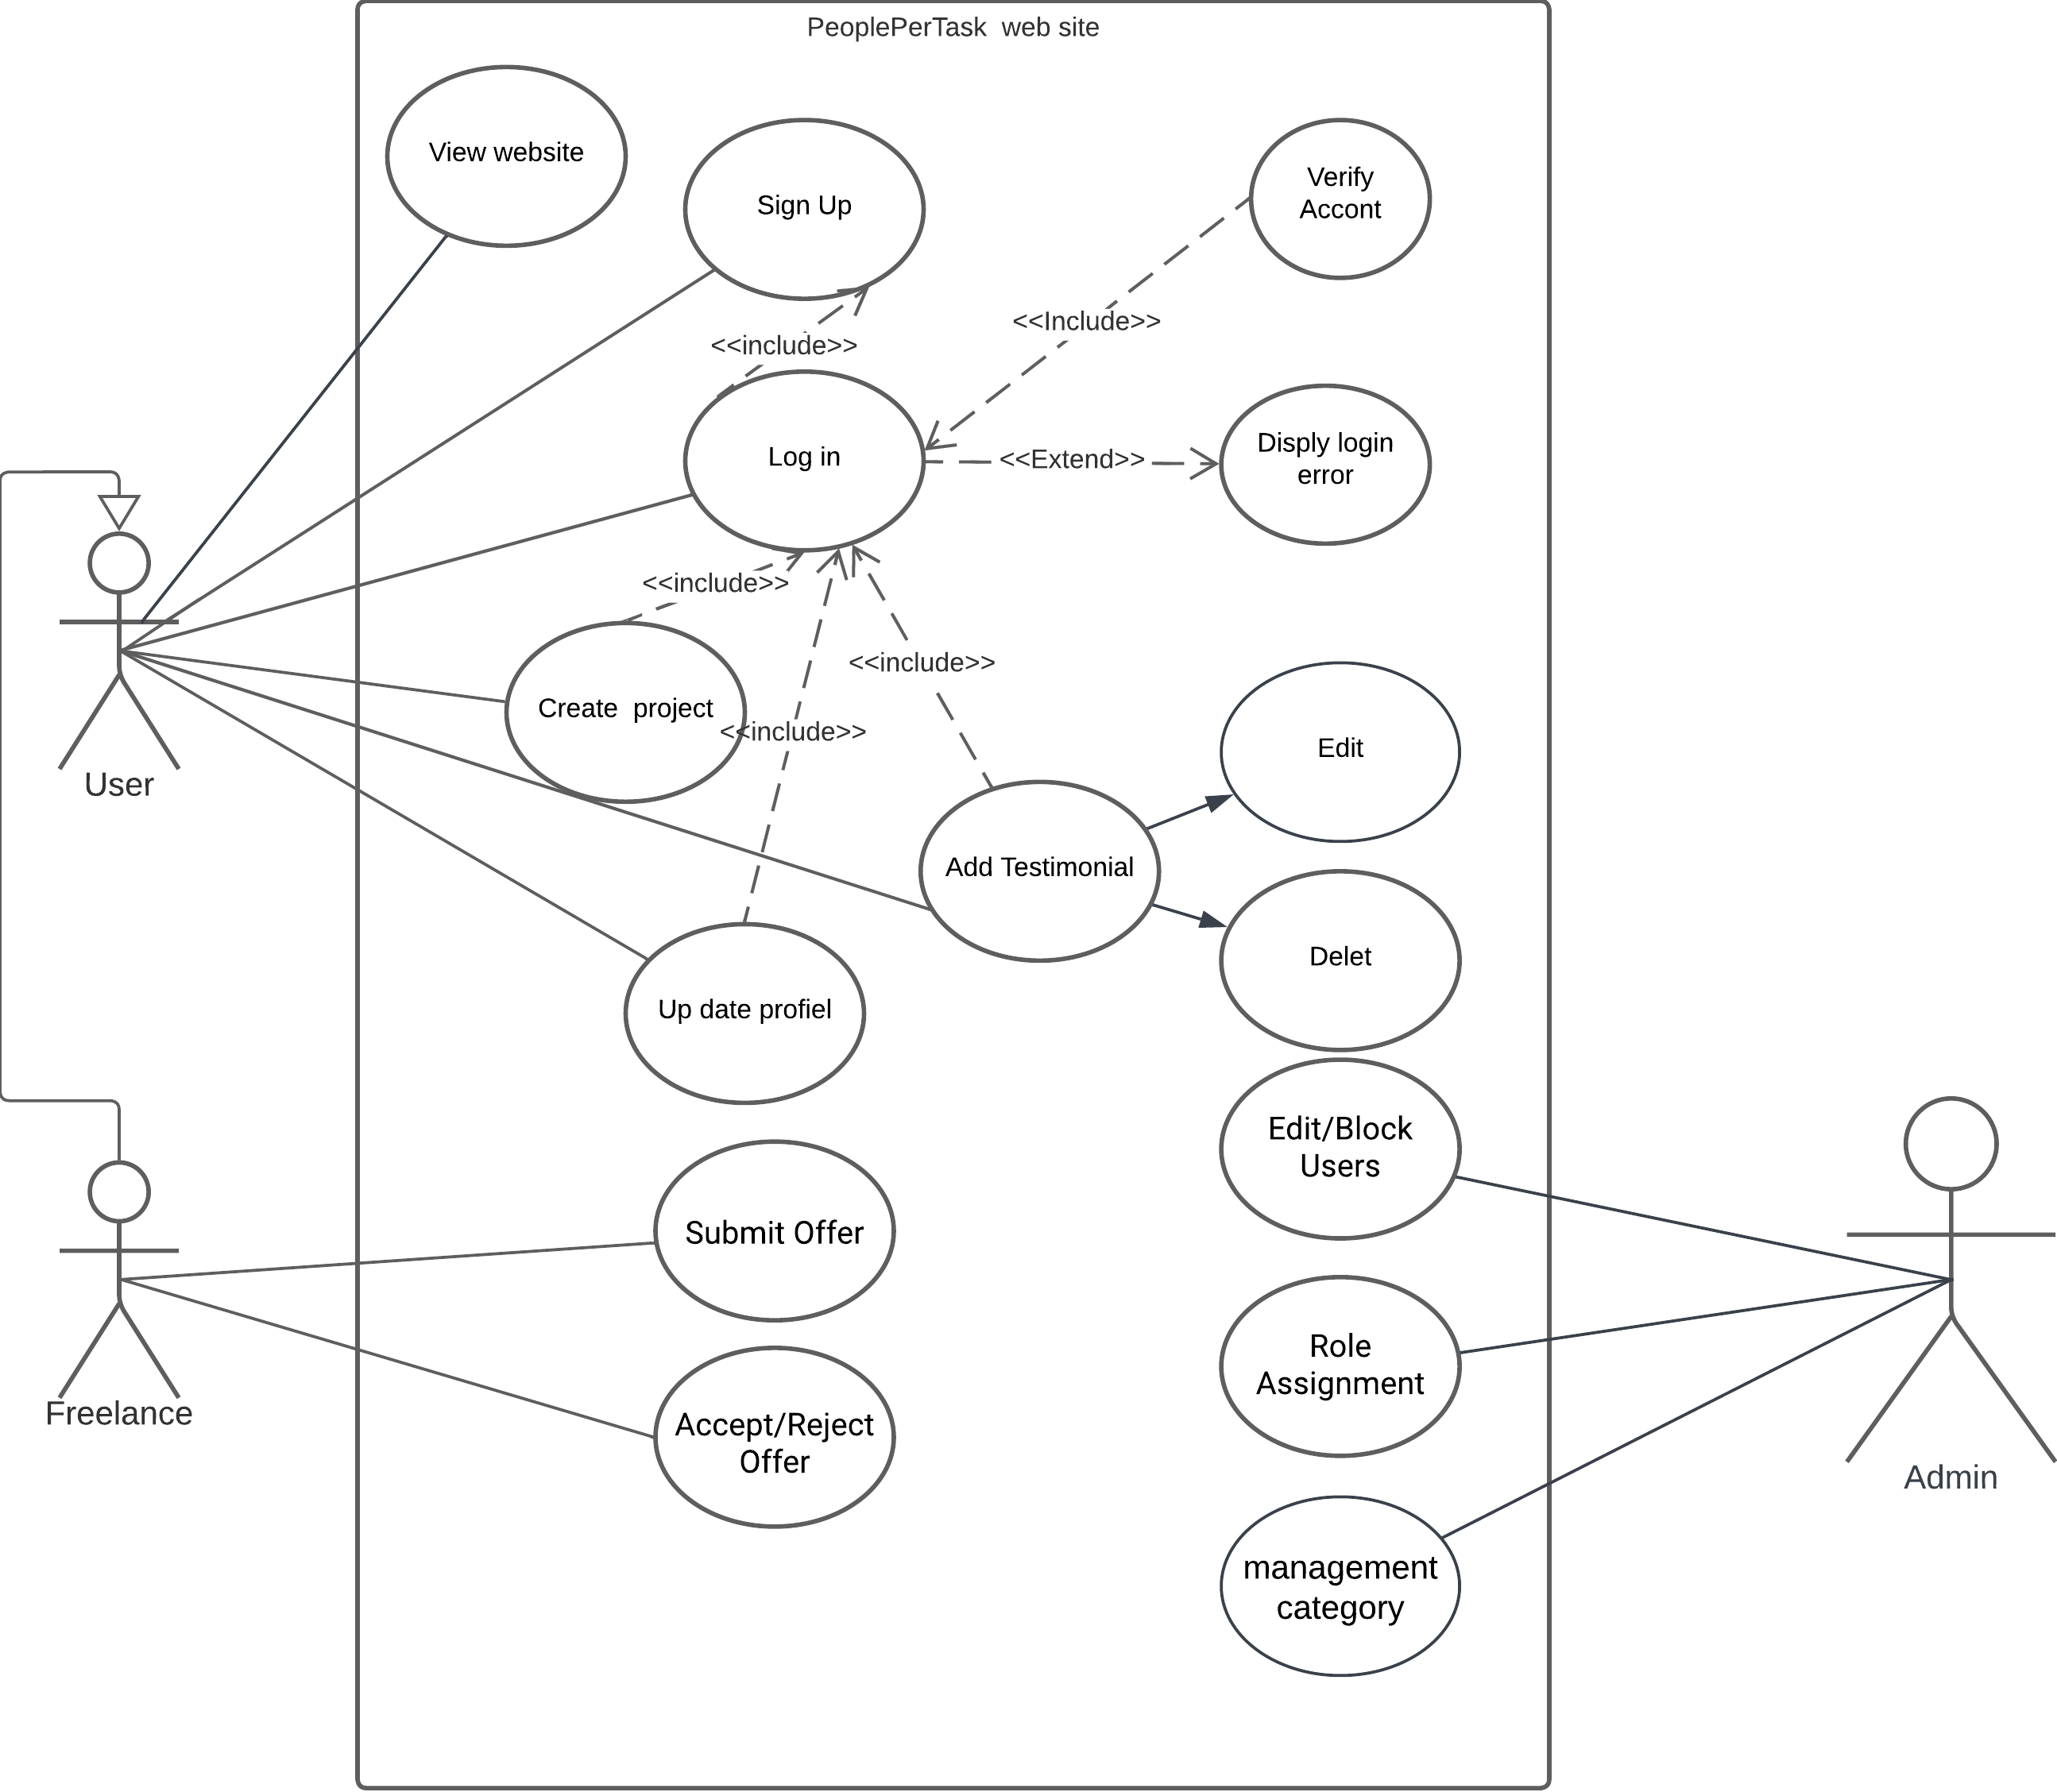 PeoplePerTask  web site
View website
Sign Up
Verify
Accont
<<Include>>
<<include>>
Log in
<<Extend>>
Disply login
error
<<include>>
<<include>>
Create  project
<<include>>
Edit
User
Add Testimonial
Delet
Up date profiel
Edit/Block
Users
Submit Offer
Role
Assignment
Freelance
Accept/Reject
Offer
Admin
management
category